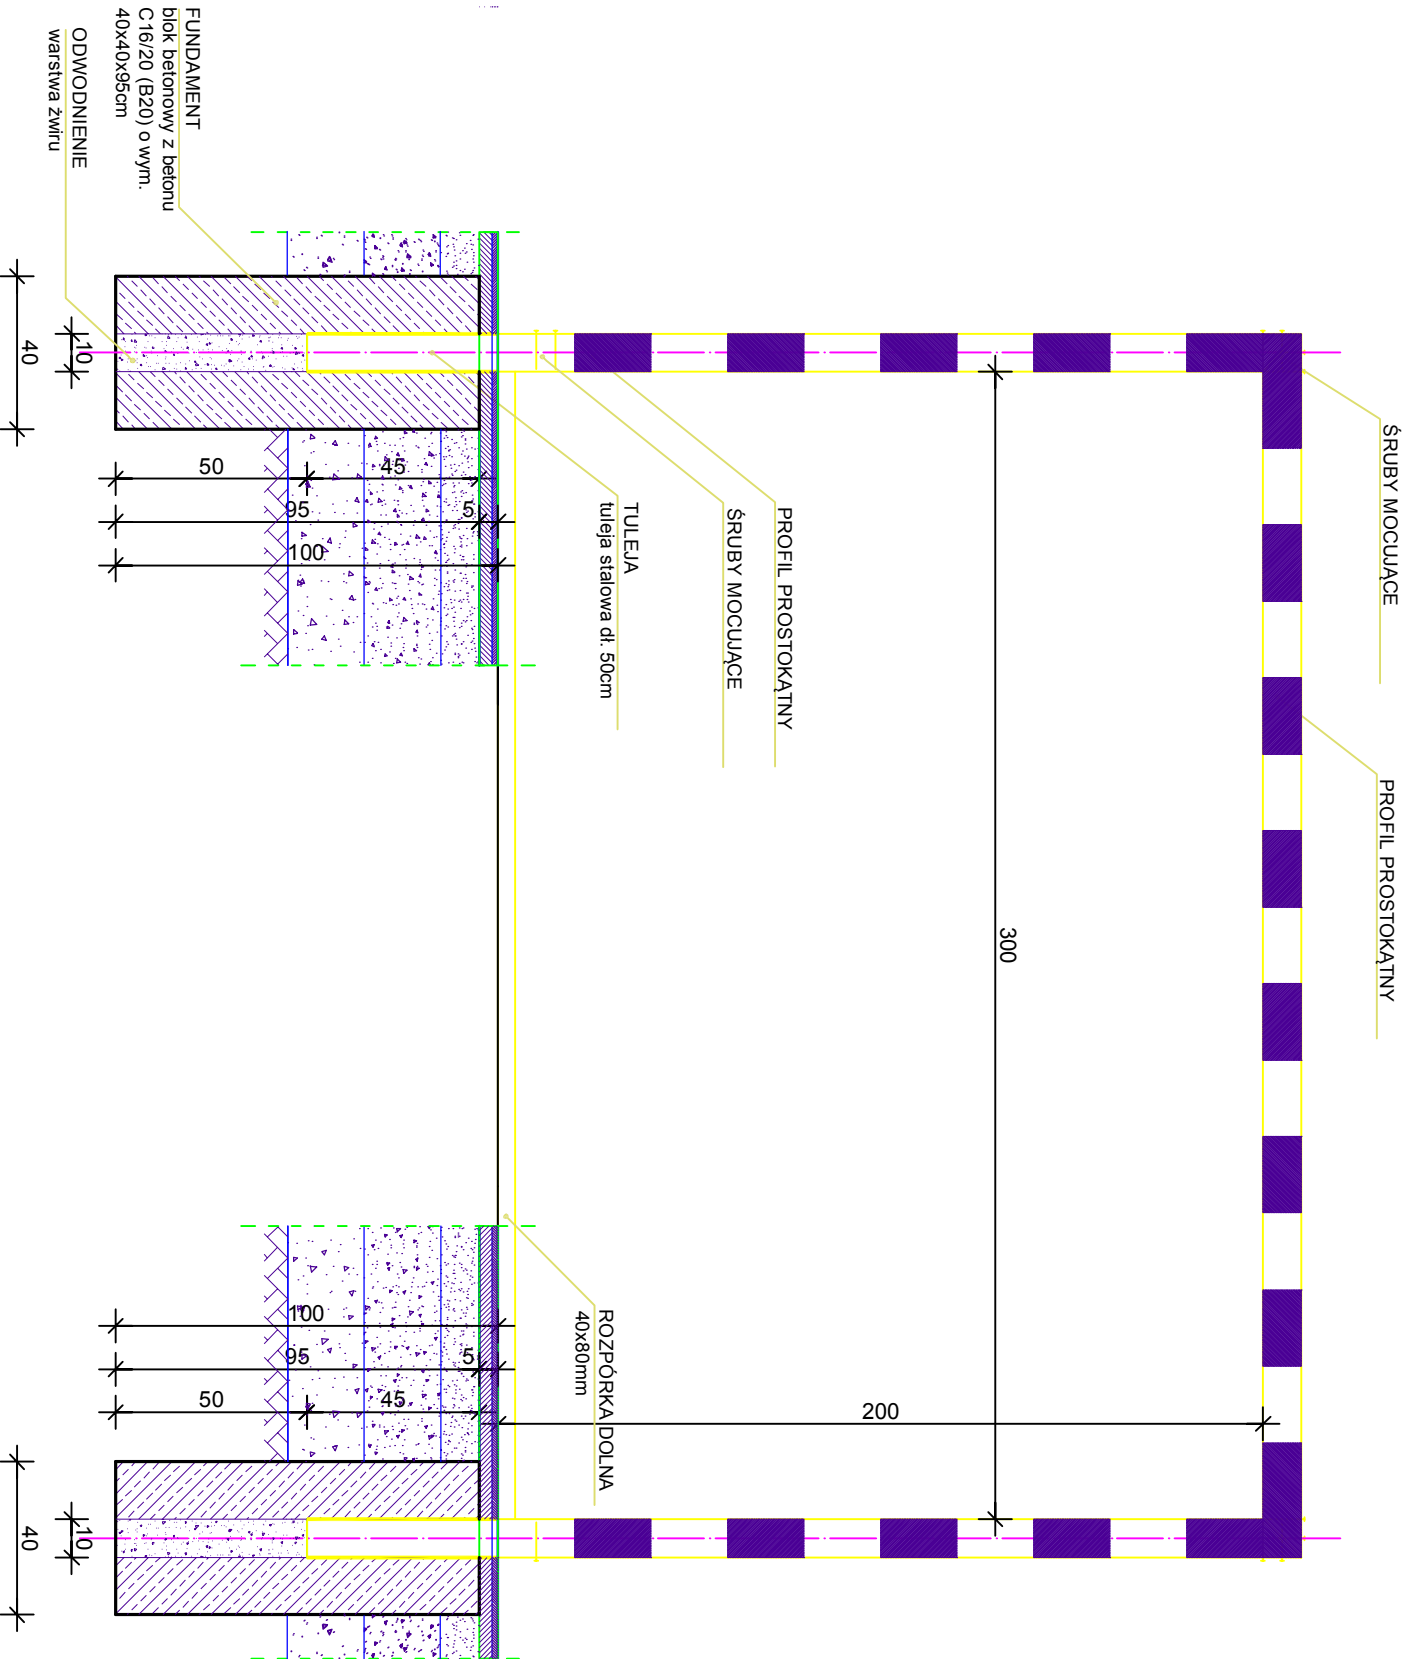 ŚRUBY MOCUJĄCE
PROFIL PROSTOKĄTNY
PROFIL PROSTOKĄTNY
ŚRUBY MOCUJĄCE
TULEJA
tuleja stalowa dł. 50cm
ROZPÓRKA DOLNA
40x80mm
FUNDAMENT
blok betonowy z betonu
C16/20 (B20) o wym.
40x40x95cm
ODWODNIENIE
warstwa żwiru
300
200
50
45
95
5
100
10
40
100
95
5
50
45
10
40